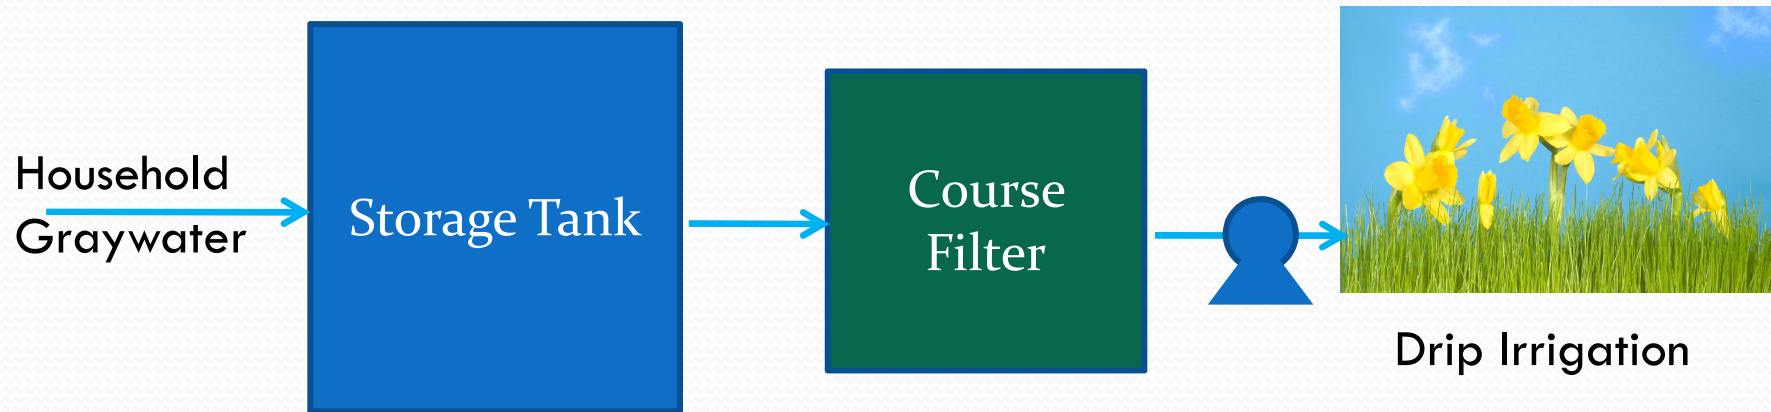 Household
Graywater
Storage Tank
Course
Filter
Drip Irrigation